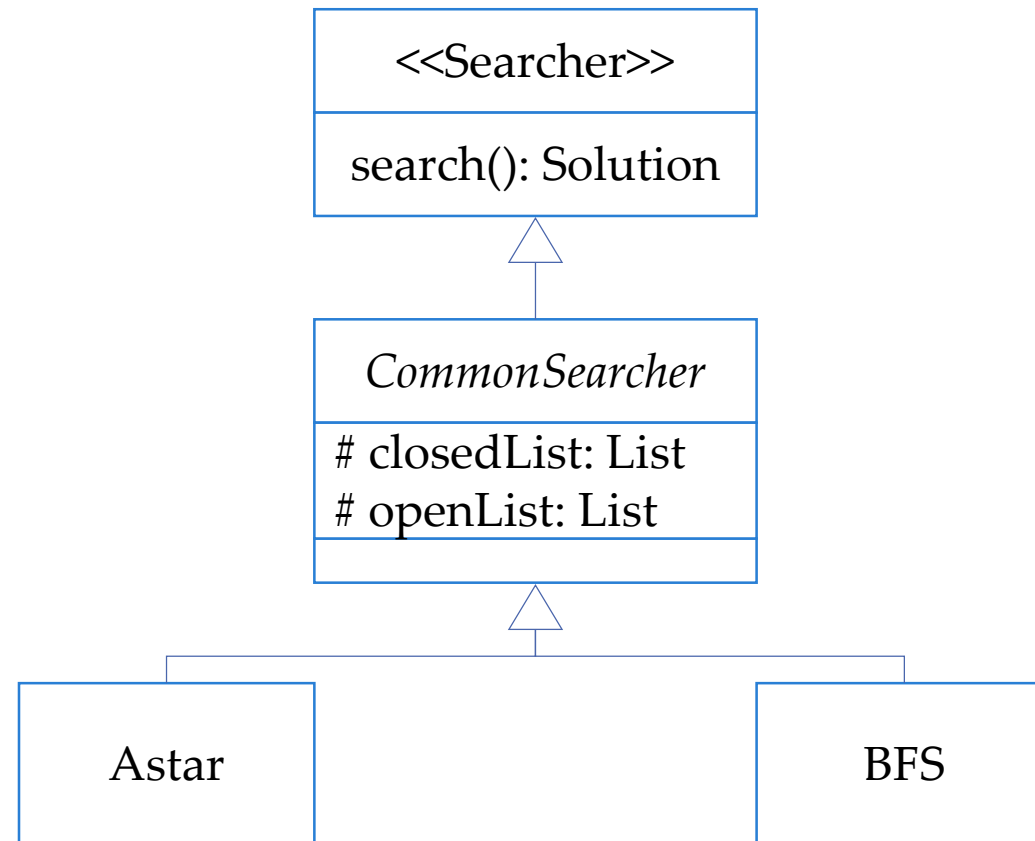 <<Searcher>>
search(): Solution
CommonSearcher
# closedList: List
# openList: List
Astar
BFS